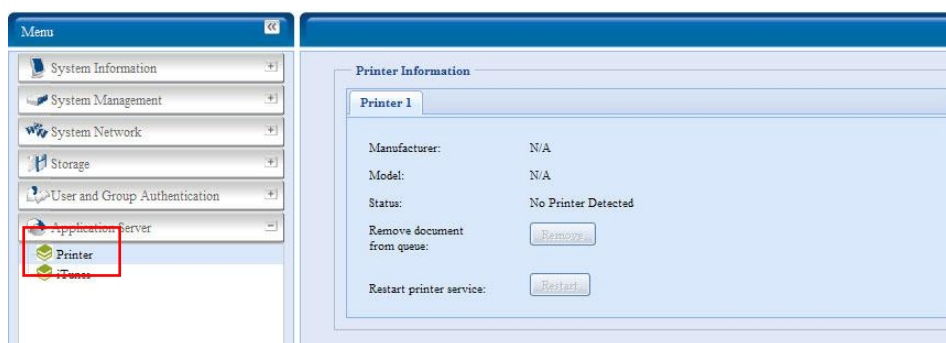 Menu
System Information
System Management
System Network
Storage
User and Group Authentication
Application Server
Printer
iTunes
Printer Information
Printer 1
Manufacturer: N/A
Model: N/A
Status: No Printer Detected
Remove document
from queue:
Remove
Restart printer service: Restart